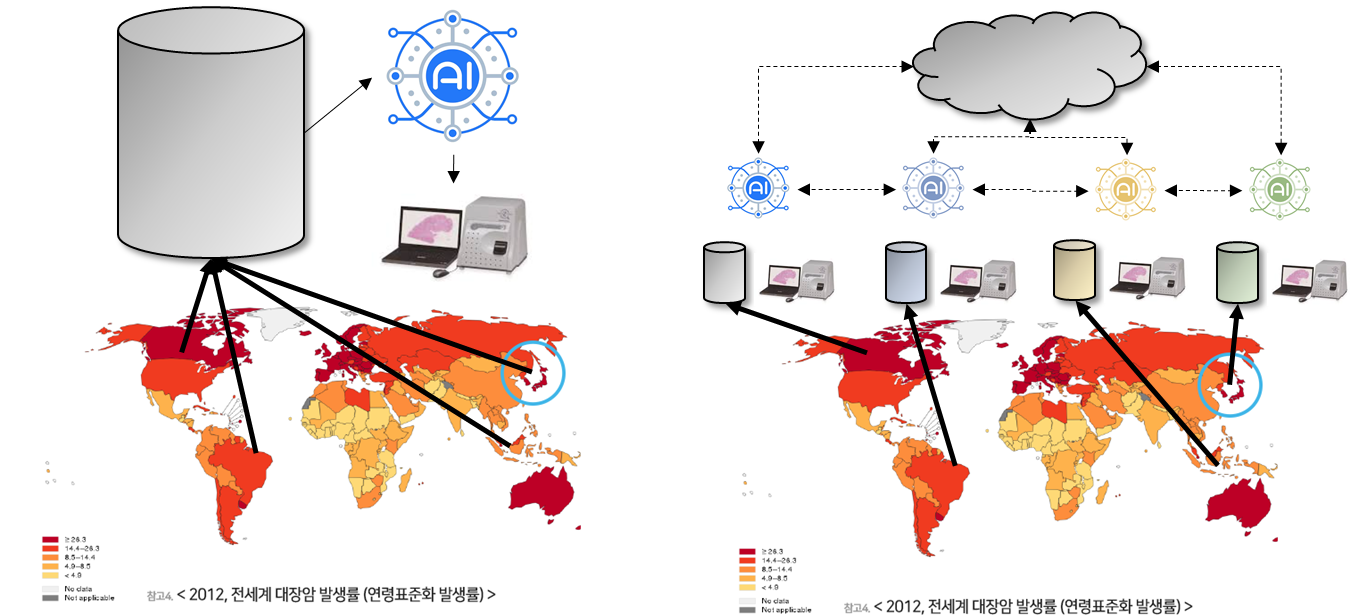 AI
≥ 26.3
14.4–26.3
8.5–14.4
4.9–8.5
< 4.9
No data
Not applicable
참고4. < 2012, 전세계 대장암 발생률 (연령표준화 발생률) >
AI
AI
AI
AI
≥ 26.3
14.4–26.3
8.5–14.4
4.9–8.5
< 4.9
No data
Not applicable
참고4. < 2012, 전세계 대장암 발생률 (연령표준화 발생률) >